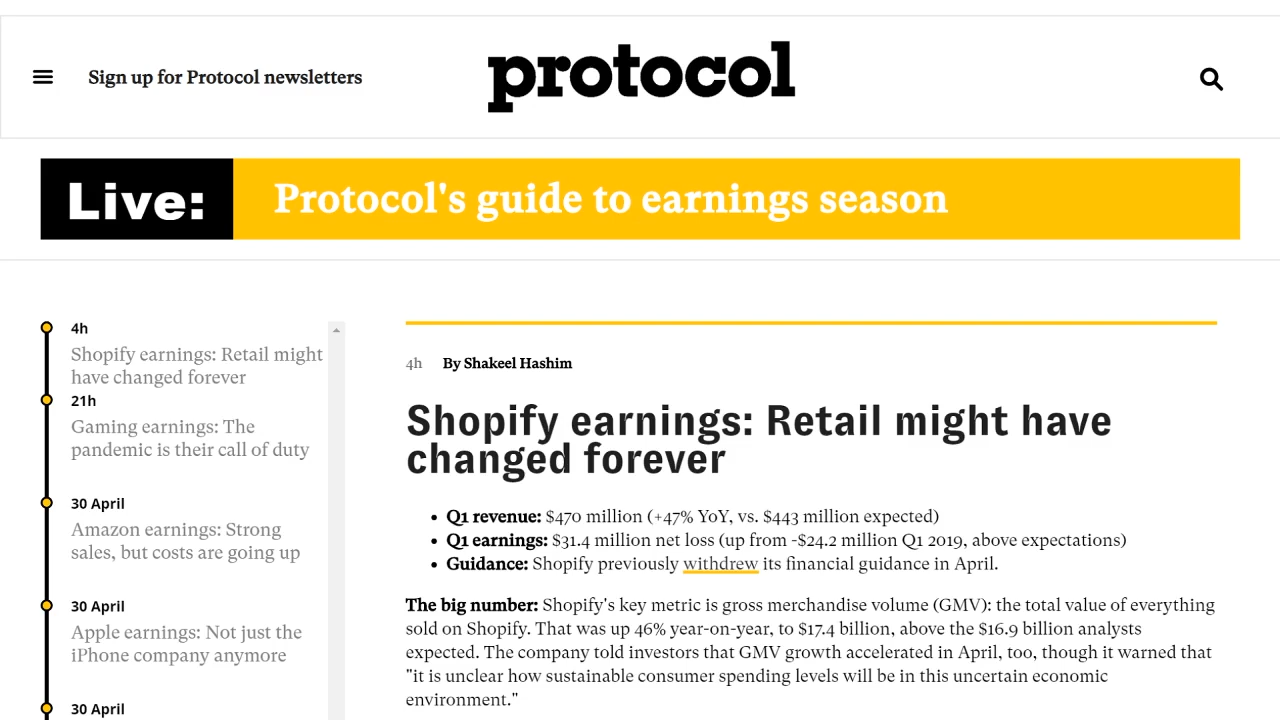 Sign up for Protocol newsletters
protocol
Live:
Protocol's guide to earnings season
4h
Shopify earnings: Retail might
have changed forever
21h
Gaming earnings: The
pandemic is their call of duty
30 April
Amazon earnings: Strong
sales, but costs are going up
30 April
Apple earnings: Not just the
iPhone company anymore
30 April
4h By Shakeel Hashim
Shopify earnings: Retail might have
changed forever
• Q1 revenue: $470 million (+47% YoY, vs. $443 million expected)
• Q1 earnings: $31.4 million net loss (up from -$24.2 million Q1 2019, above expectations)
• Guidance: Shopify previously withdrew its financial guidance in April.
The big number: Shopify's key metric is gross merchandise volume (GMV): the total value of everything
sold on Shopify. That was up 46% year-on-year, to $17.4 billion, above the $16.9 billion analysts
expected. The company told investors that GMV growth accelerated in April, too, though it warned that
"it is unclear how sustainable consumer spending levels will be in this uncertain economic
environment."